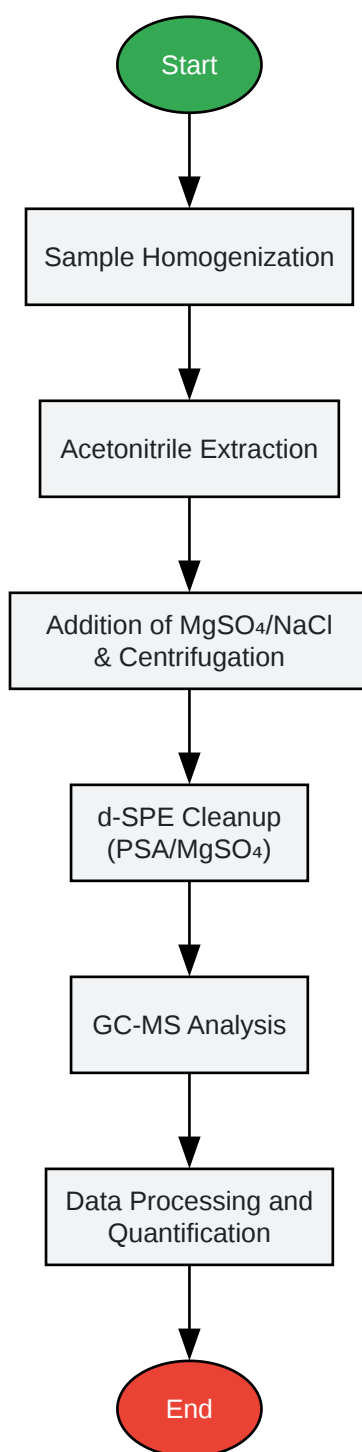 Start
Sample Homogenization
Acetonitrile Extraction
Addition of MgSO₄/NaCl
& Centrifugation
d-SPE Cleanup
(PSA/MgSO₄)
GC-MS Analysis
Data Processing and
Quantification
End